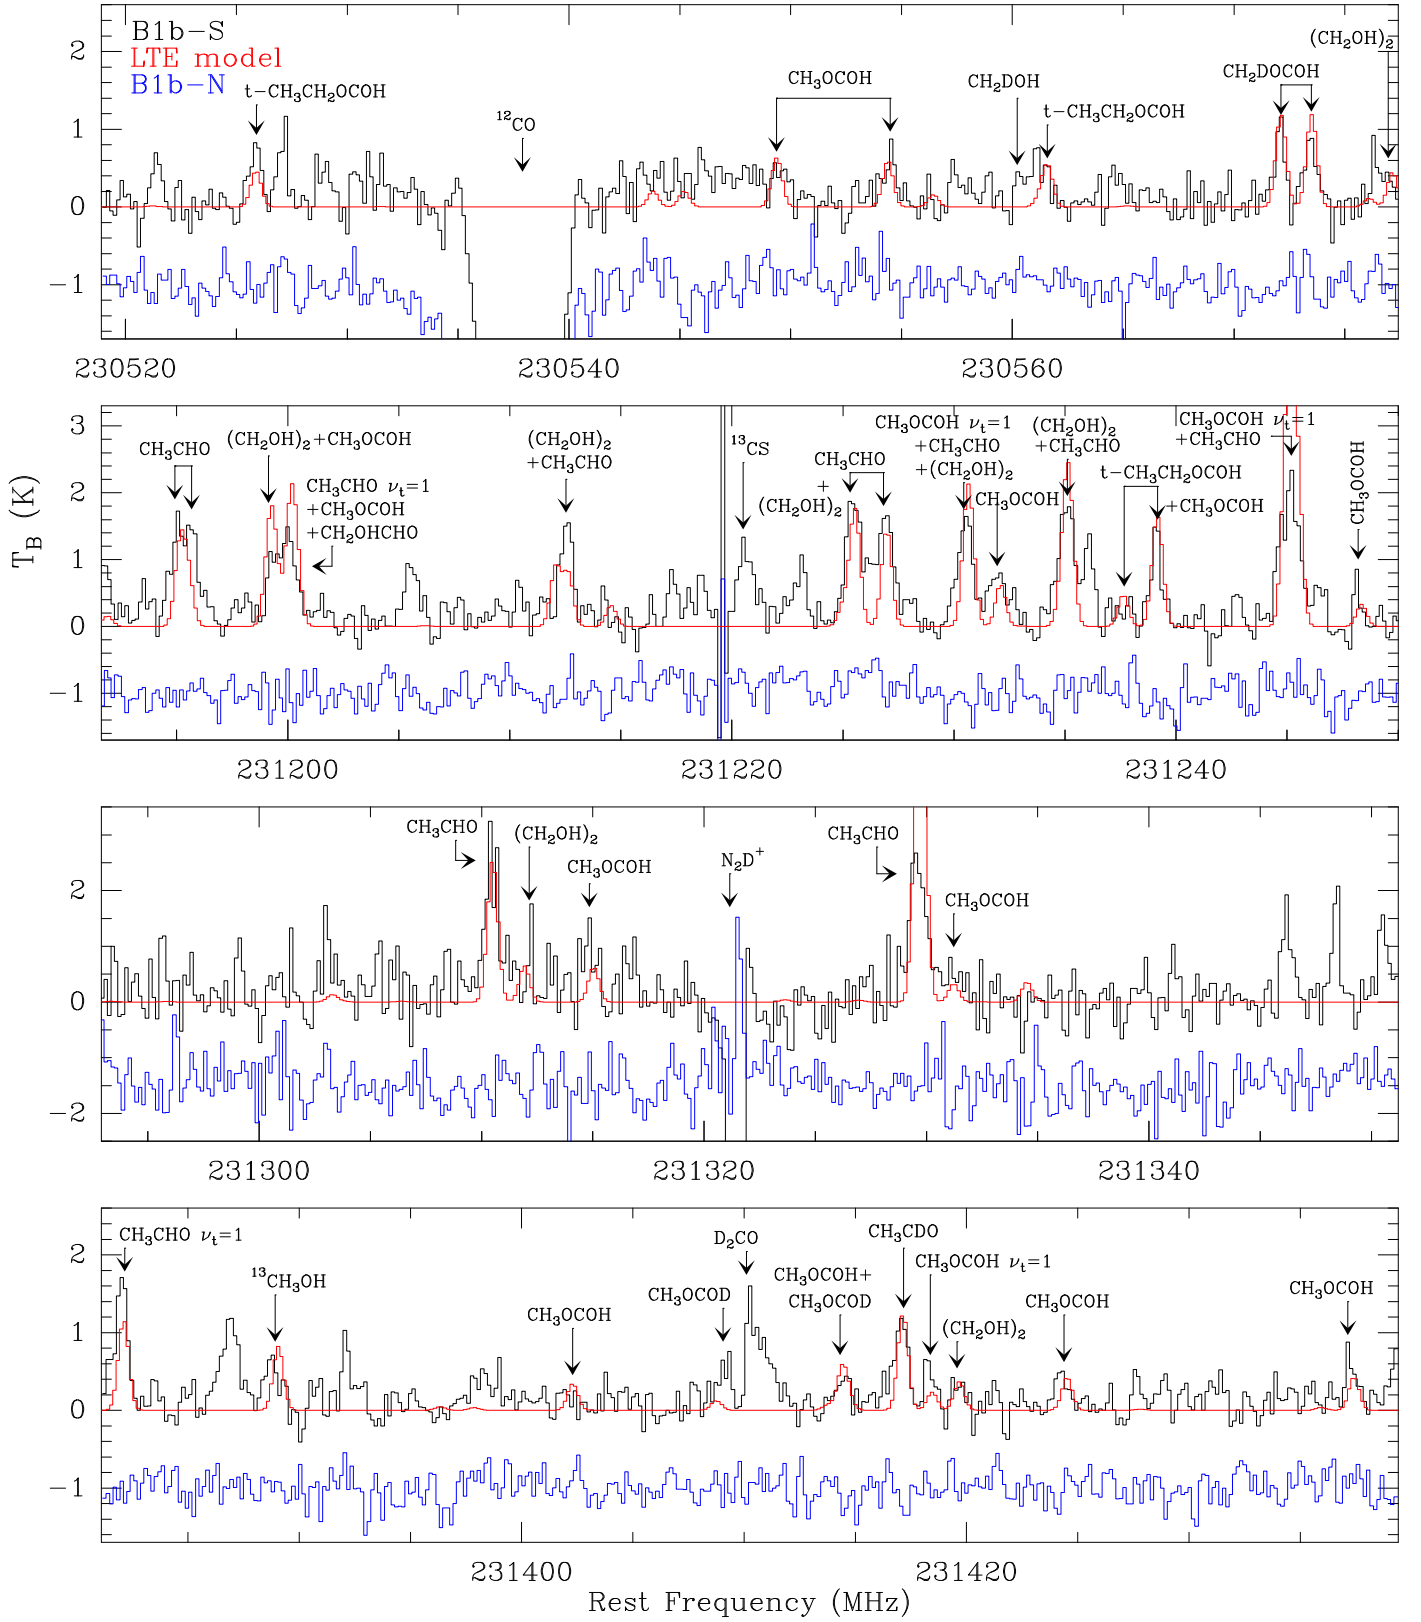 B1b-S
LTE model
B1b-N
t-CH₃CH₂OCOH
¹²CO
CH₃OCOH
CH₂DOH
t-CH₃CH₂OCOH
CH₂DOCOH
(CH₂OH)₂
2
1
0
-1
230520
230540
230560
CH₃CHO
(CH₂OH)₂+CH₃OCOH
CH₃CHO νₜ=1
+CH₃OCOH
+CH₂OHCHO
(CH₂OH)₂
+CH₃CHO
¹³CS
CH₃CHO
+
(CH₂OH)₂
CH₃OCOH νₜ=1
+CH₃CHO
+(CH₂OH)₂
CH₃OCOH
(CH₂OH)₂
+CH₃CHO
t-CH₃CH₂OCOH
+CH₃OCOH
CH₃OCOH νₜ=1
+CH₃CHO
CH₃OCOH
3
2
1
0
-1
T_B (K)
231200
231220
231240
CH₃CHO
(CH₂OH)₂
CH₃OCOH
N₂D⁺
CH₃CHO
CH₃OCOH
2
0
-2
231300
231320
231340
CH₃CHO νₜ=1
¹³CH₃OH
CH₃OCOH
CH₃OCOD
D₂CO
CH₃OCOH+
CH₃OCOD
CH₃CDO
CH₃OCOH νₜ=1
(CH₂OH)₂
CH₃OCOH
CH₃OCOH
2
1
0
-1
231400
231420
Rest Frequency (MHz)